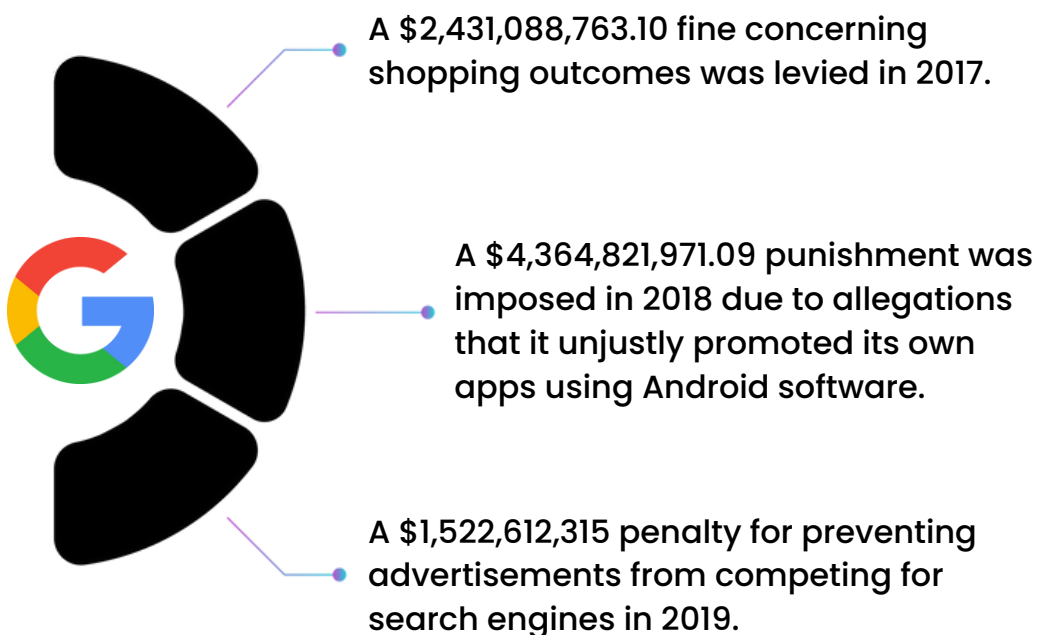 A $2,431,088,763.10 fine concerning
shopping outcomes was levied in 2017.
A $4,364,821,971.09 punishment was
imposed in 2018 due to allegations
that it unjustly promoted its own
apps using Android software.
A $1,522,612,315 penalty for preventing
advertisements from competing for
search engines in 2019.